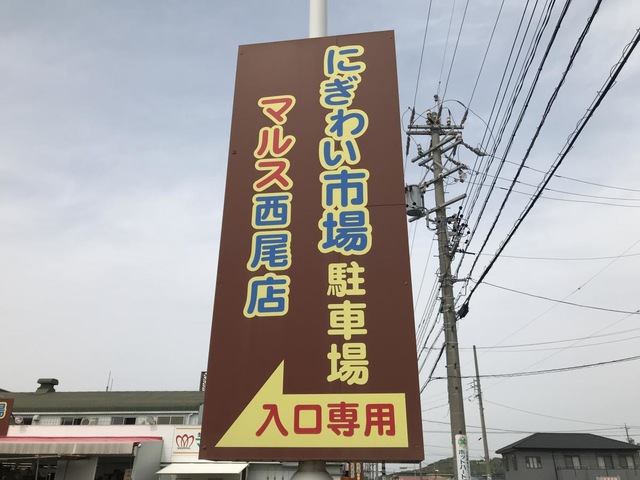 にぎわい市場駐車場
マルス西尾店
入口専用